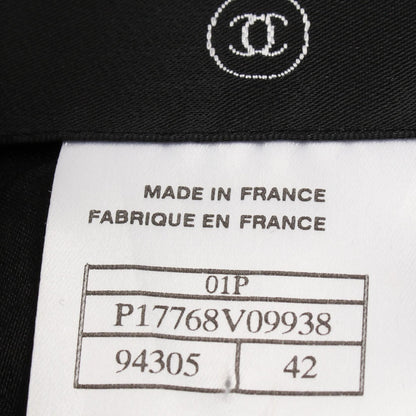 MADE IN FRANCE
FABRIQUE EN FRANCE
01P
P17768V09938
94305 42